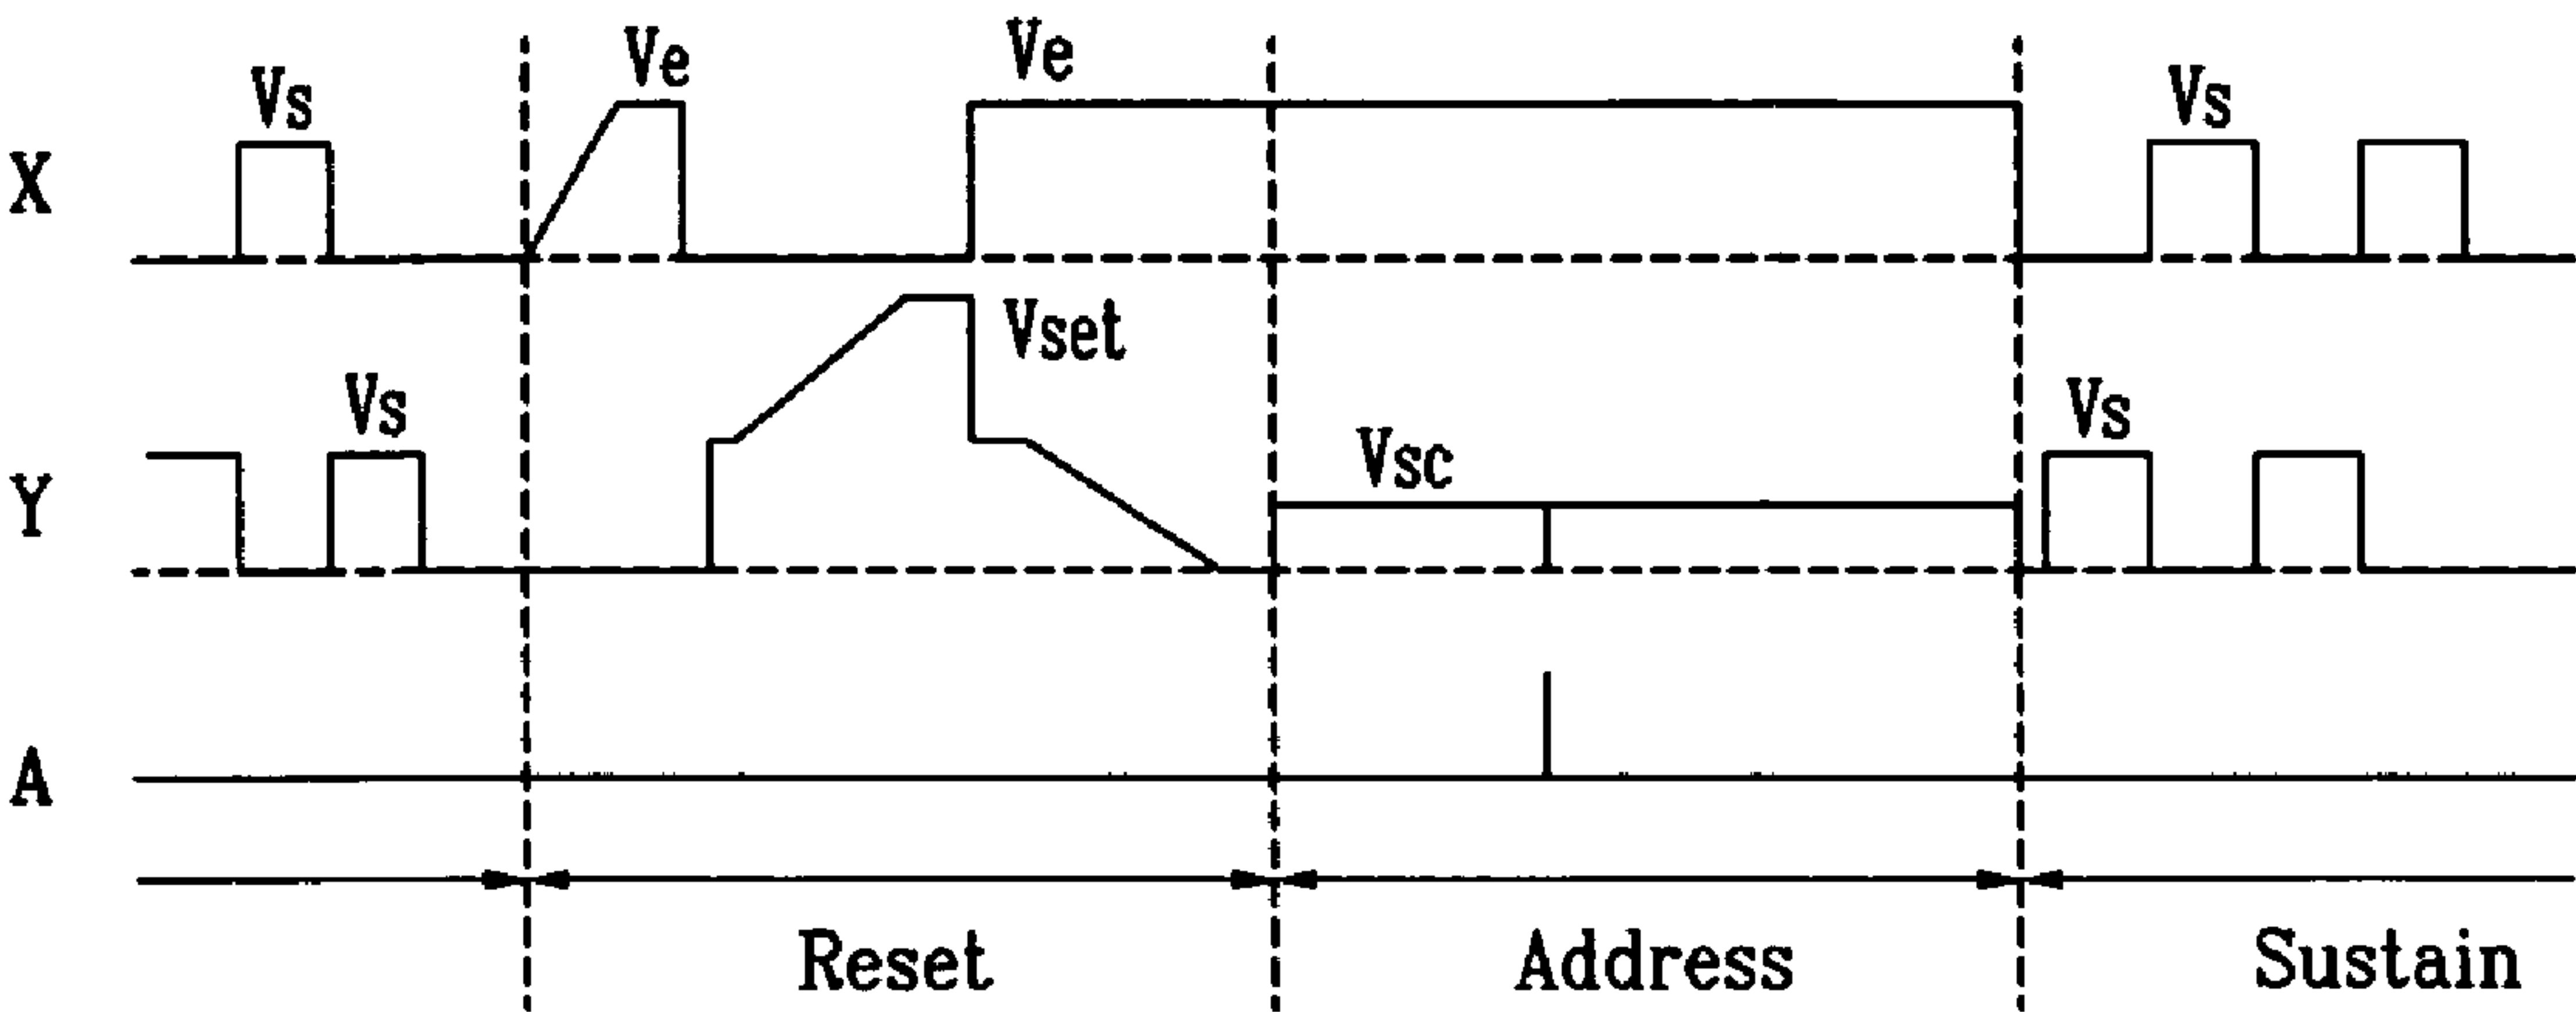 Vs Ve Ve Vs
X
Vset
Vs Vsc Vs
Y
A
Reset Address Sustain